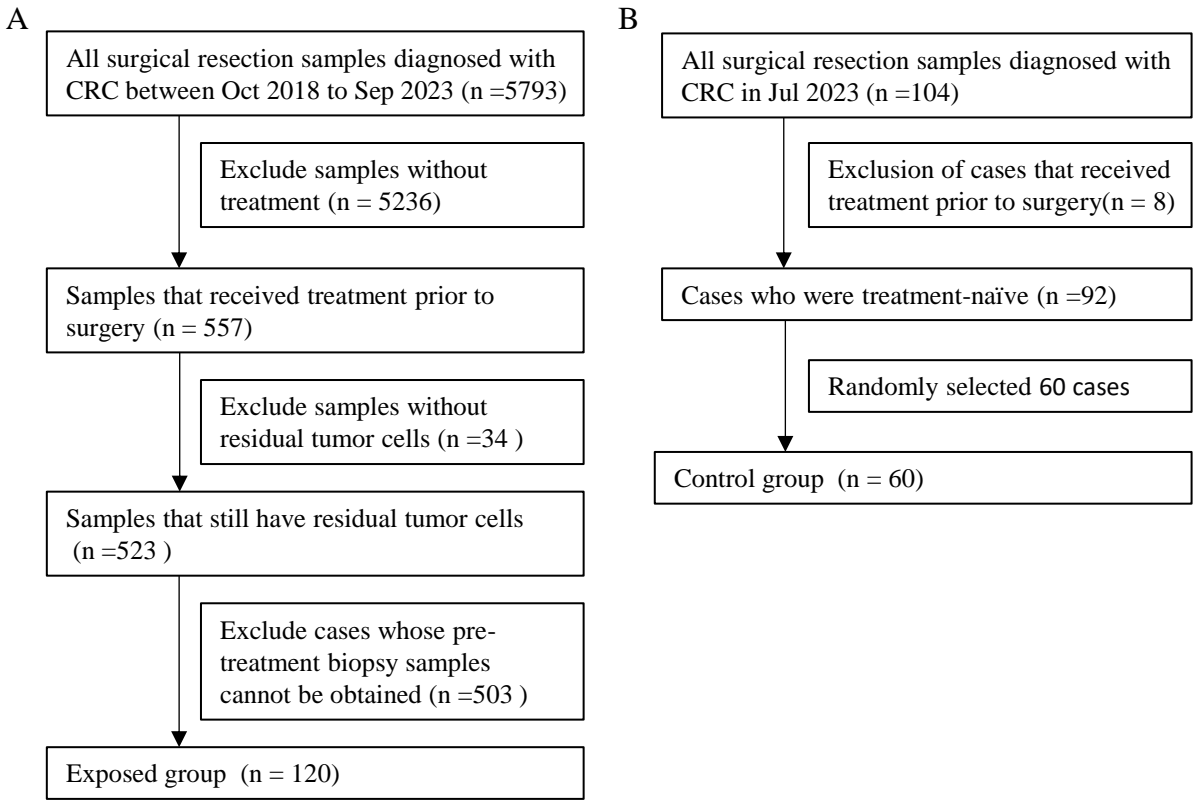 A
All surgical resection samples diagnosed with
CRC between Oct 2018 to Sep 2023 (n =5793)
Exclude samples without
treatment (n = 5236)
Samples that received treatment prior to
surgery (n = 557)
Exclude samples without
residual tumor cells (n =34 )
Samples that still have residual tumor cells
(n =523 )
Exclude cases whose pre-
treatment biopsy samples
cannot be obtained (n =503 )
Exposed group (n = 120)
B
All surgical resection samples diagnosed with
CRC in Jul 2023 (n =104)
Exclusion of cases that received
treatment prior to surgery(n = 8)
Cases who were treatment-naïve (n =92)
Randomly selected 60 cases
Control group (n = 60)